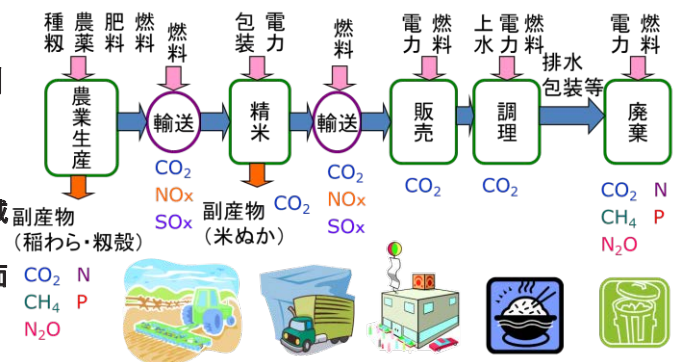 種籾 農薬 肥料 燃料
燃料
包装 電力
燃料
電力 燃料
上水 電力 燃料
電力 燃料
農業生産
輸送
精米
輸送
販売
調理
排水
包装等
廃棄
副産物
(稲わら・籾殻)
CO₂ N
CH₄ P
N₂O
CO₂
NOx
SOx
副産物
(米ぬか)
CO₂
CO₂
NOx
SOx
CO₂
CO₂
CO₂ N
CH₄ P
N₂O